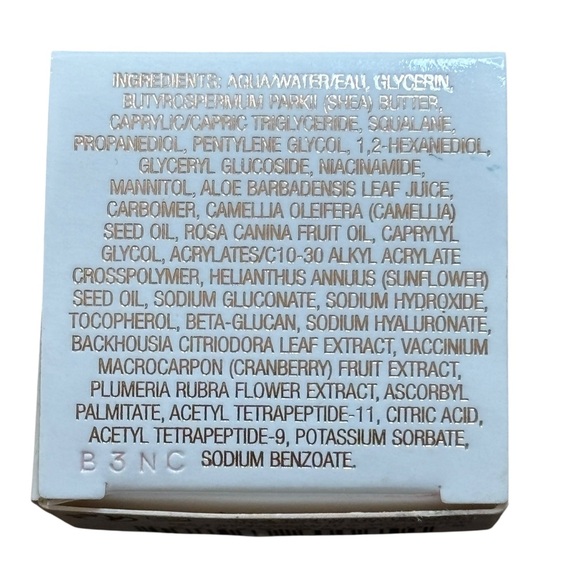 INGREDIENTS: AQUA/WATER/EAU, GLYCERIN,
BUTYROSPERMUM PARKII (SHEA) BUTTER,
CAPRYLIC/CAPRIC TRIGLYCERIDE, SQUALANE,
PROPANEDIOL, PENTYLENE GLYCOL, 1,2-HEXANEDIOL,
GLYCERYL GLUCOSIDE, NIACINAMIDE,
MANNITOL, ALOE BARBADENSIS LEAF JUICE,
CARBOMER, CAMELLIA OLEIFERA (CAMELLIA)
SEED OIL, ROSA CANINA FRUIT OIL, CAPRYLYL
GLYCOL, ACRYLATES/C10-30 ALKYL ACRYLATE
CROSSPOLYMER, HELIANTHUS ANNUUS (SUNFLOWER)
SEED OIL, SODIUM GLUCONATE, SODIUM HYDROXIDE,
TOCOPHEROL, BETA-GLUCAN, SODIUM HYALURONATE,
BACKHOUSIA CITRIODORA LEAF EXTRACT, VACCINIUM
MACROCARPON (CRANBERRY) FRUIT EXTRACT,
PLUMERIA RUBRA FLOWER EXTRACT, ASCORBYL
PALMITATE, ACETYL TETRAPEPTIDE-11, CITRIC ACID,
ACETYL TETRAPEPTIDE-9, POTASSIUM SORBATE,
SODIUM BENZOATE.
B3NC